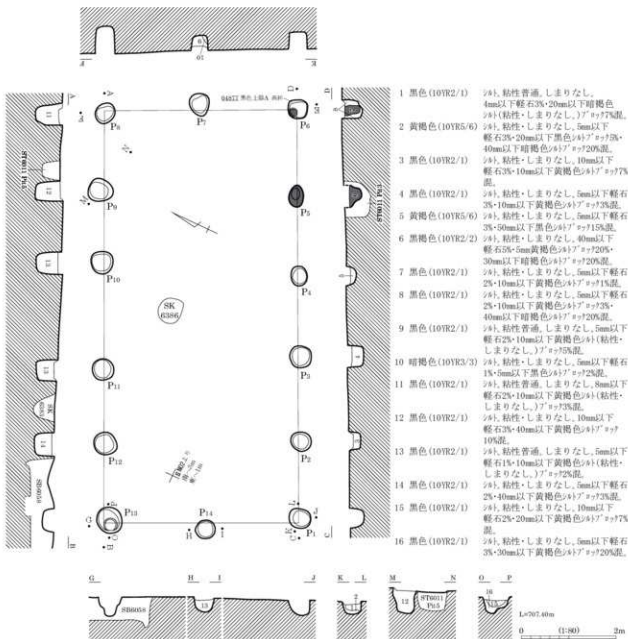 P8
P7
P6
P9
P5
P10
P4
SK
6386
P11
P3
P12
P2
P13
P14
P1
1 黒色(10YR2/1) シルト, 粘性普通, しまりなし,
4mm以下軽石3%・20mm以下暗褐色
シルト(粘性・しまりなし)ブロック7%混。
2 黄褐色(10YR5/6) シルト, 粘性・しまりなし, 5mm以下
軽石3%・20mm以下黒色シルトブロック5%・
40mm以下暗褐色シルトブロック20%混。
3 黒色(10YR2/1) シルト, 粘性・しまりなし, 10mm以下
軽石3%・10mm以下黄褐色シルトブロック7%
混。
4 黒色(10YR2/1) シルト, 粘性・しまりなし, 5mm以下軽石
3%・10mm以下黄褐色シルトブロック3%混。
5 黄褐色(10YR5/6) シルト, 粘性・しまりなし, 5mm以下軽石
3%・50mm以下黒色シルトブロック15%混。
6 黒褐色(10YR2/2) シルト, 粘性・しまりなし, 40mm以下
軽石5%・5mm黄褐色シルトブロック20%・
30mm以下暗褐色シルトブロック20%混。
7 黒色(10YR2/1) シルト, 粘性・しまりなし, 5mm以下軽石
2%・10mm以下黄褐色シルトブロック1%混。
8 黒色(10YR2/1) シルト, 粘性・しまりなし, 5mm以下軽石
2%・10mm以下黄褐色シルトブロック3%・
40mm以下暗褐色シルトブロック20%混。
9 黒色(10YR2/1) シルト, 粘性普通, しまりなし, 5mm以下
軽石2%・10mm以下黄褐色シルト(粘性・
しまりなし)ブロック5%混。
10 暗褐色(10YR3/3) シルト, 粘性・しまりなし, 5mm以下軽石
1%・5mm以下黒色シルトブロック2%混。
11 黒色(10YR2/1) シルト, 粘性普通, しまりなし, 8mm以下
軽石2%・10mm以下黄褐色シルト(粘性・
しまりなし)ブロック3%混。
12 黒色(10YR2/1) シルト, 粘性・しまりなし, 10mm以下
軽石3%・40mm以下黄褐色シルトブロック
10%混。
13 黒色(10YR2/1) シルト, 粘性普通, しまりなし, 5mm以下
軽石1%・10mm以下黄褐色シルト(粘性・
しまりなし)ブロック2%混。
14 黒色(10YR2/1) シルト, 粘性・しまりなし, 5mm以下軽石
2%・40mm以下黄褐色シルトブロック3%混。
15 黒色(10YR2/1) シルト, 粘性・しまりなし, 10mm以下
軽石2%・20mm以下黄褐色シルトブロック7%
混。
16 黒色(10YR2/1) シルト, 粘性・しまりなし, 5mm以下軽石
3%・30mm以下黄褐色シルトブロック20%混。
G H I J K L M N O P
SB6058 13 12 ST6011 16
P65
L=707.40m
0 (1:80) 2m